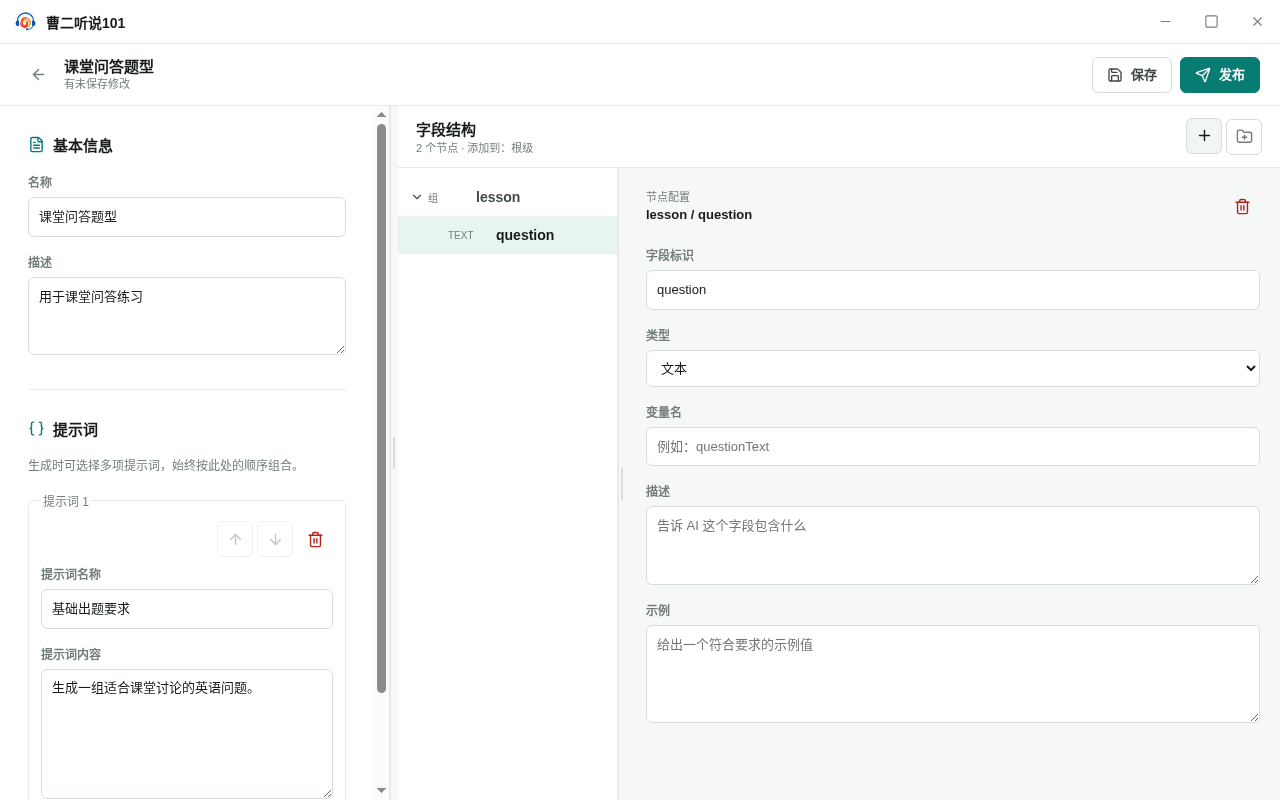 曹二听说101
课堂问答题型
有未保存修改
保存
发布
基本信息
名称
课堂问答题型
描述
用于课堂问答练习
提示词
生成时可选择多项提示词，始终按此处的顺序组合。
提示词 1
提示词名称
基础出题要求
提示词内容
生成一组适合课堂讨论的英语问题。
字段结构
2 个节点 · 添加到：根级
组 lesson
TEXT question
节点配置
lesson / question
字段标识
question
类型
文本
变量名
例如：questionText
描述
告诉 AI 这个字段包含什么
示例
给出一个符合要求的示例值